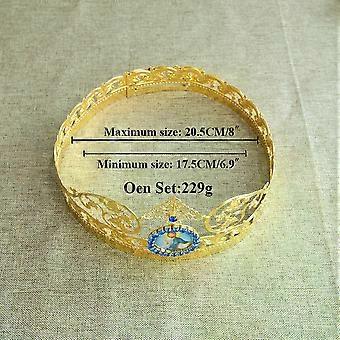 Maximum size: 20.5CM/8"
Minimum size: 17.5CM/6.9"
Oen Set:229g